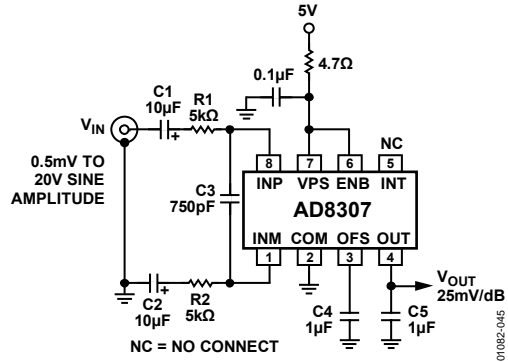 5V
4.7Ω
0.1µF
C1
10µF
R1
5kΩ
VIN
0.5mV TO
20V SINE
AMPLITUDE
NC
8 7 6 5
INP VPS ENB INT
C3
750pF
AD8307
INM COM OFS OUT
1 2 3 4
VOUT
25mV/dB
C2
10µF
R2
5kΩ
C4
1µF
C5
1µF
NC = NO CONNECT
01082-045